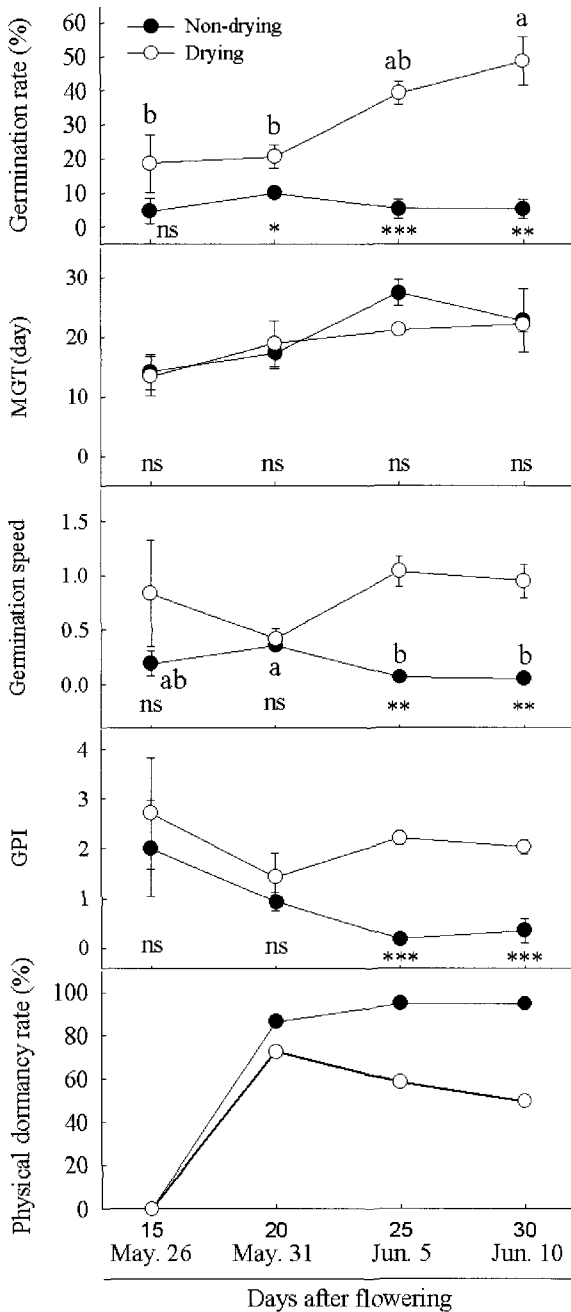 Germination rate (%)
60
50
40
30
20
10
0
Non-drying
Drying
b
b
ab
a
ns
*
***
**
MGT(day)
30
20
10
0
ns
ns
ns
ns
Germination speed
1.5
1.0
0.5
0.0
ab
a
b
b
ns
ns
**
**
GPI
4
3
2
1
0
ns
ns
***
***
Physical dormancy rate (%)
100
80
60
40
20
0
15
20
25
30
May. 26
May. 31
Jun. 5
Jun. 10
Days after flowering